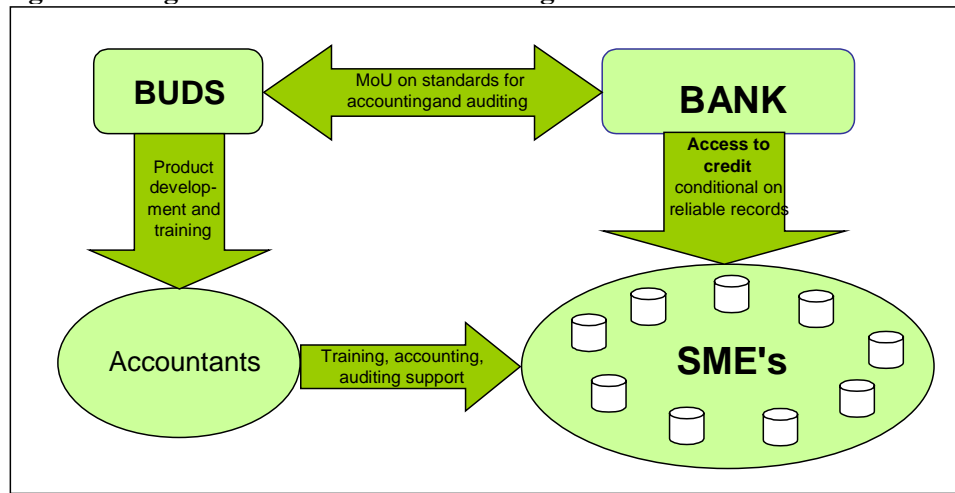 BUDS
MoU on standards for
accountingand auditing
BANK
Product
develop-
ment and
training
Access to
credit
conditional on
reliable records
Accountants
Training, accounting,
auditing support
SME's